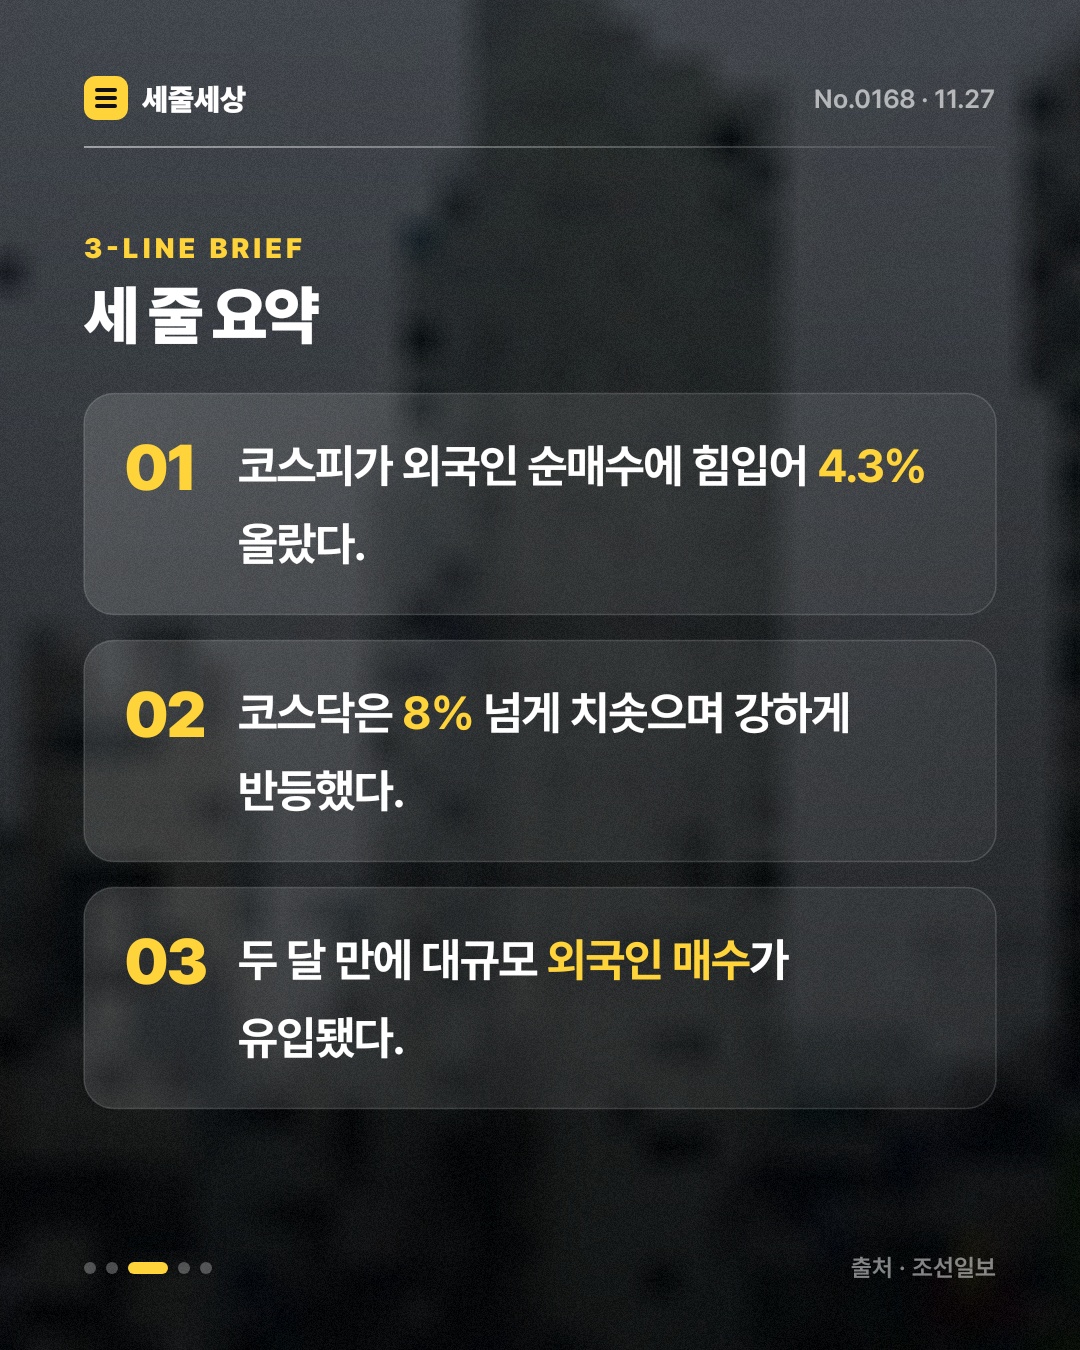 세줄세상
No.0168 · 11.27
3-LINE BRIEF
세 줄 요약
01 코스피가 외국인 순매수에 힘입어 4.3%
올랐다.
02 코스닥은 8% 넘게 치솟으며 강하게
반등했다.
03 두 달 만에 대규모 외국인 매수가
유입됐다.
출처 · 조선일보